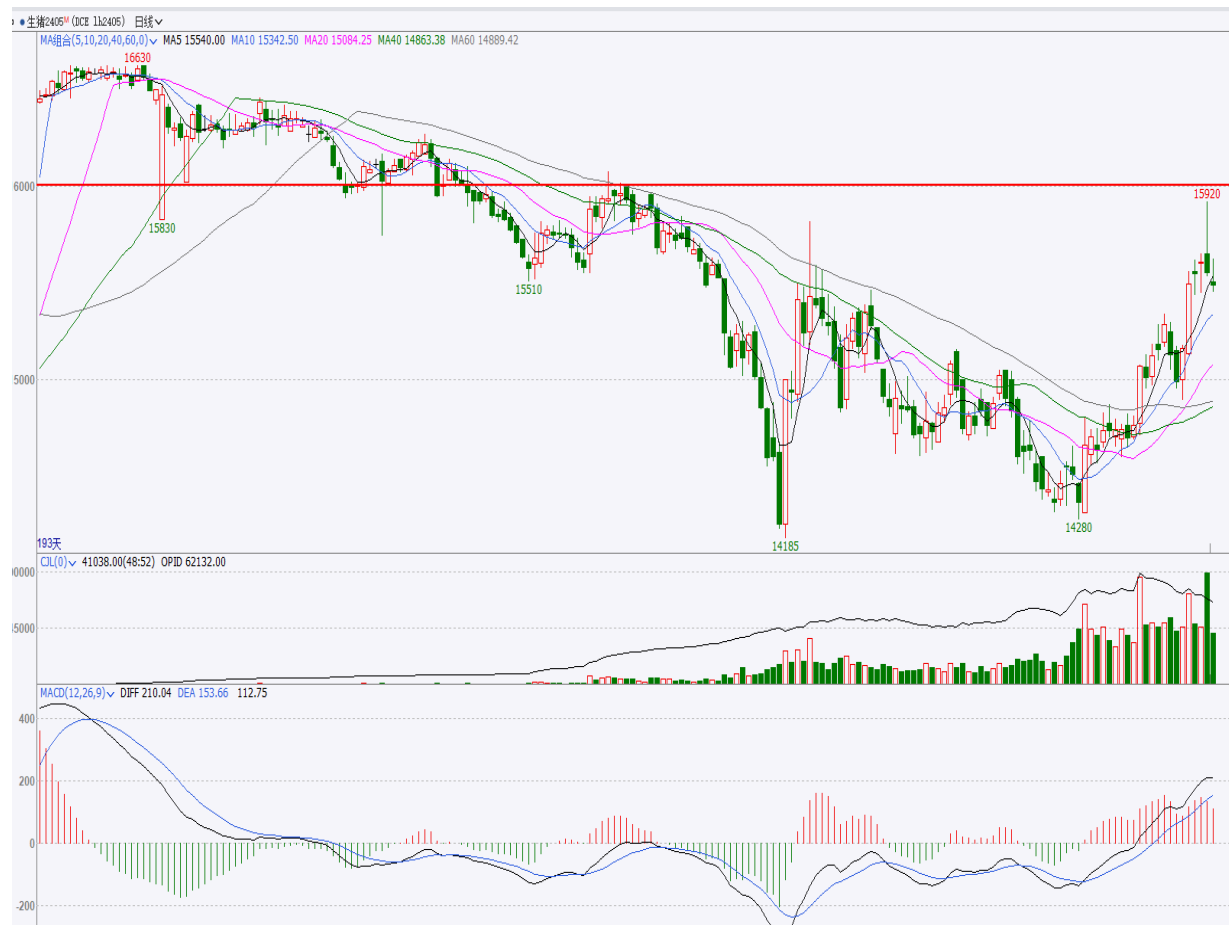 生猪2405M (DCE lh2405) 日线
MA组合(5,10,20,40,60,0) MA5 15540.00 MA10 15342.50 MA20 15084.25 MA40 14863.38 MA60 14889.42
16630
6000
15920
15830
15510
5000
14280
14185
193天
CJL(0) 41038.00(48:52) OPID 62132.00
00000
45000
MACD(12,26,9) DIFF 210.04 DEA 153.66 112.75
400
200
0
-200